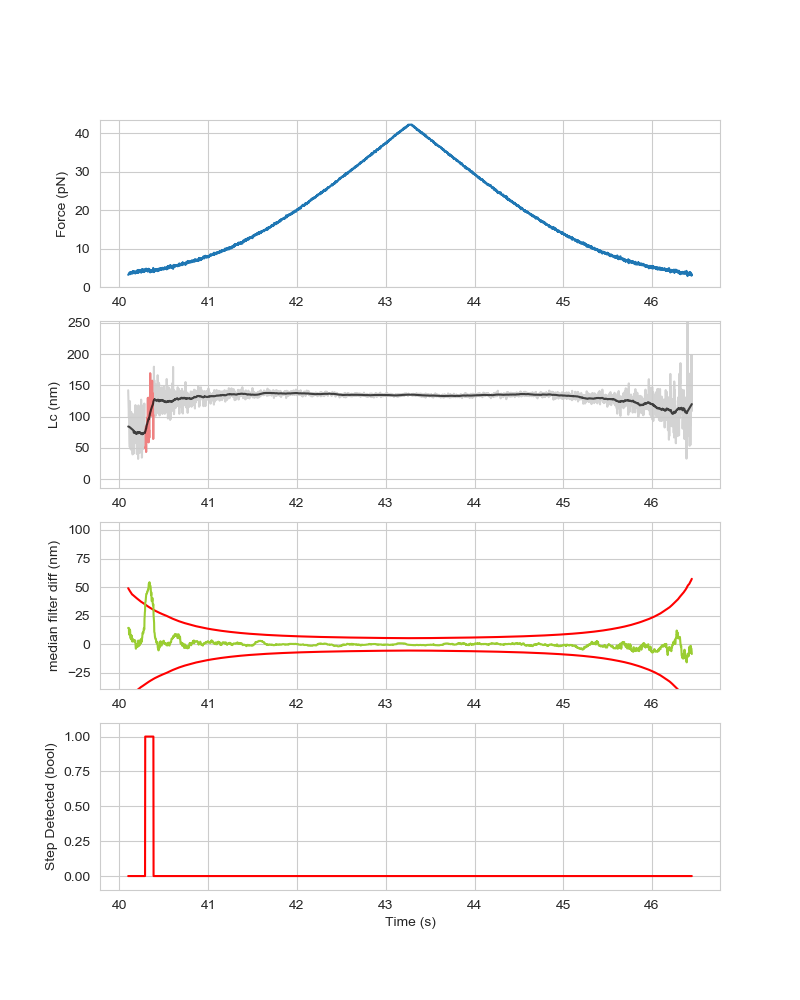 40
30
20
10
0
Force (pN)
40 41 42 43 44 45 46
250
200
150
100
50
0
Lc (nm)
40 41 42 43 44 45 46
100
75
50
25
0
−25
median filter diff (nm)
40 41 42 43 44 45 46
1.00
0.75
0.50
0.25
0.00
Step Detected (bool)
40 41 42 43 44 45 46
Time (s)